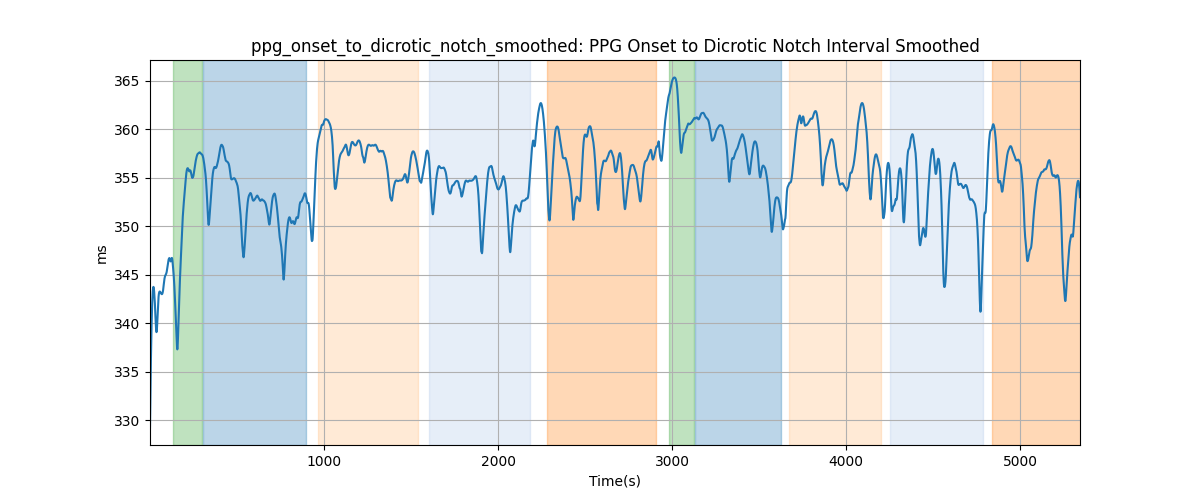 ppg_onset_to_dicrotic_notch_smoothed: PPG Onset to Dicrotic Notch Interval Smoothed
365
360
355
350
345
340
335
330
ms
1000 2000 3000 4000 5000
Time(s)